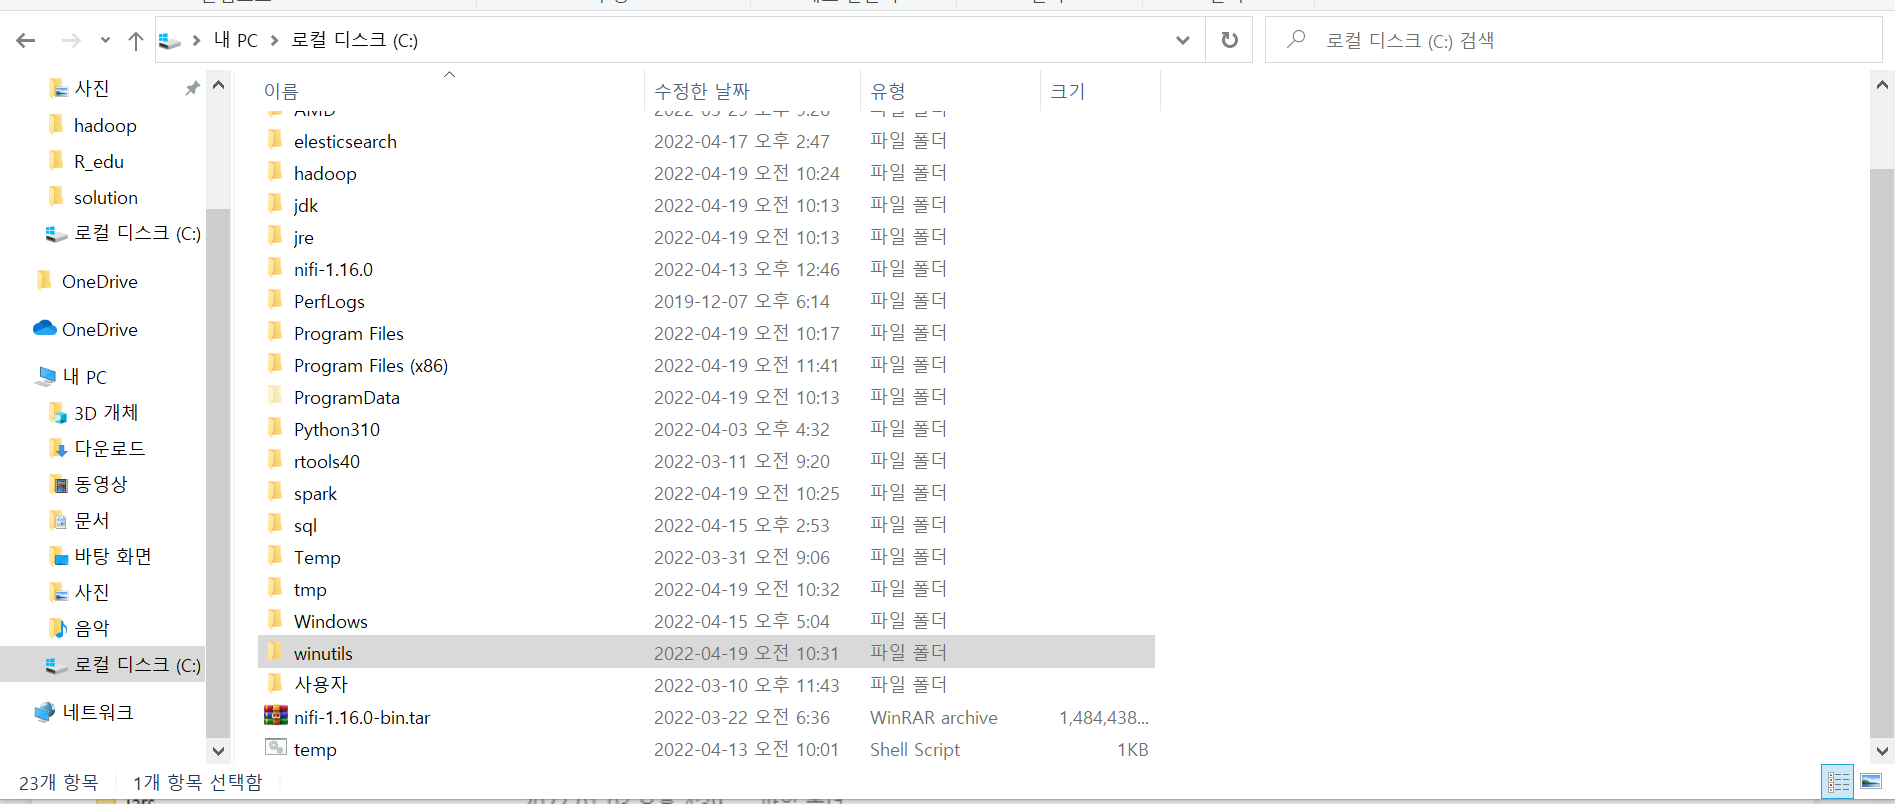 내 PC 로컬 디스크 (C:) 로컬 디스크 (C:) 검색
이름 수정한 날짜 유형 크기
사진
hadoop
R_edu
solution
로컬 디스크 (C:)
OneDrive
OneDrive
내 PC
3D 개체
다운로드
동영상
문서
바탕 화면
사진
음악
로컬 디스크 (C:)
네트워크
AMD 2022-03-29 오후 9:26 파일 폴더
elesticsearch 2022-04-17 오후 2:47 파일 폴더
hadoop 2022-04-19 오전 10:24 파일 폴더
jdk 2022-04-19 오전 10:13 파일 폴더
jre 2022-04-19 오전 10:13 파일 폴더
nifi-1.16.0 2022-04-13 오후 12:46 파일 폴더
PerfLogs 2019-12-07 오후 6:14 파일 폴더
Program Files 2022-04-19 오전 10:17 파일 폴더
Program Files (x86) 2022-04-19 오전 11:41 파일 폴더
ProgramData 2022-04-19 오전 10:13 파일 폴더
Python310 2022-04-03 오후 4:32 파일 폴더
rtools40 2022-03-11 오전 9:20 파일 폴더
spark 2022-04-19 오전 10:25 파일 폴더
sql 2022-04-15 오후 2:53 파일 폴더
Temp 2022-03-31 오전 9:06 파일 폴더
tmp 2022-04-19 오전 10:32 파일 폴더
Windows 2022-04-15 오후 5:04 파일 폴더
winutils 2022-04-19 오전 10:31 파일 폴더
사용자 2022-03-10 오후 11:43 파일 폴더
nifi-1.16.0-bin.tar 2022-03-22 오전 6:36 WinRAR archive 1,484,438...
temp 2022-04-13 오전 10:01 Shell Script 1KB
23개 항목 1개 항목 선택함